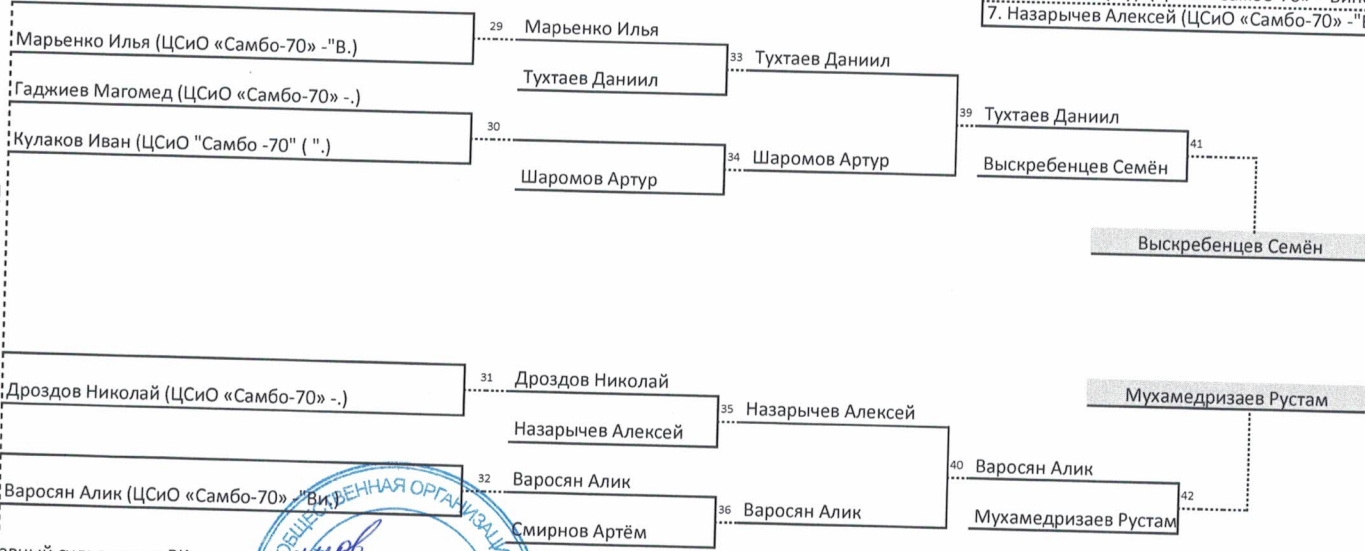 7. Назарычев Алексей (ЦСиО «Самбо-70» -"В
29 Марьенко Илья
Марьенко Илья (ЦСиО «Самбо-70» -"В.)
33 Тухтаев Даниил
Тухтаев Даниил
Гаджиев Магомед (ЦСиО «Самбо-70» -.)
39 Тухтаев Даниил
30
Кулаков Иван (ЦСиО "Самбо -70" ( ".)
41
34 Шаромов Артур
Выскребенцев Семён
Шаромов Артур
Выскребенцев Семён
31 Дроздов Николай
Дроздов Николай (ЦСиО «Самбо-70» -.)
Мухамедризаев Рустам
35 Назарычев Алексей
Назарычев Алексей
40 Варосян Алик
32 Варосян Алик
Варосян Алик (ЦСиО «Самбо-70» -"Ви.)
42
36 Варосян Алик
Мухамедризаев Рустам
Смирнов Артём
ОБЩЕСТВЕННАЯ ОРГАНИЗАЦИ